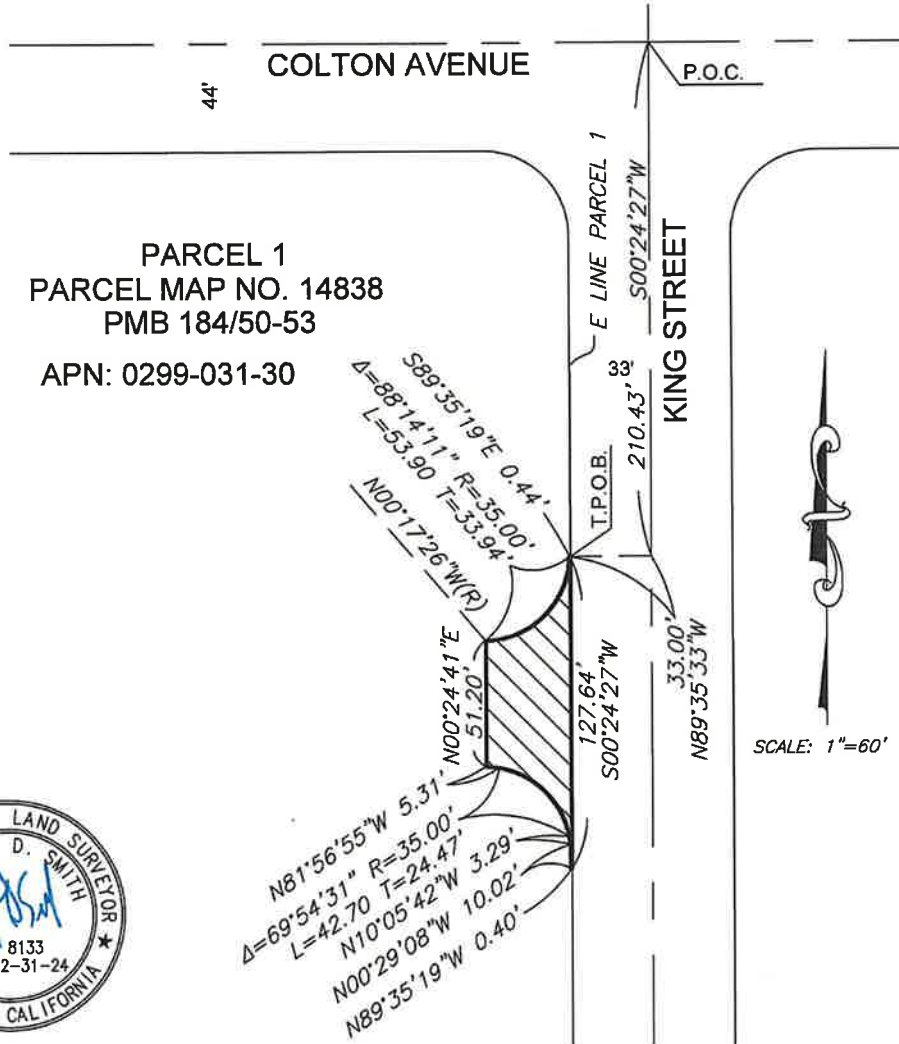 COLTON AVENUE
44'
P.O.C.
E LINE PARCEL 1
S00°24'27"W
KING STREET
PARCEL 1
PARCEL MAP NO. 14838
PMB 184/50-53
APN: 0299-031-30
33'
210.43'
T.P.O.B.
S89°35'19"E 0.44'
Δ=88°14'11" R=35.00'
L=53.90 T=33.94'
N00°17'26"W(R)
N00°24'41"E
51.20'
127.64'
S00°24'27"W
33.00'
N89°35'33"W
SCALE: 1"=60'
N81°56'55"W 5.31'
Δ=69°54'31" R=35.00'
L=42.70 T=24.47'
N10°05'42"W 3.29'
N00°29'08"W 10.02'
N89°35'19"W 0.40'
LAND SURVEYOR
D. SMITH
8133
2-31-24
CALIFORNIA